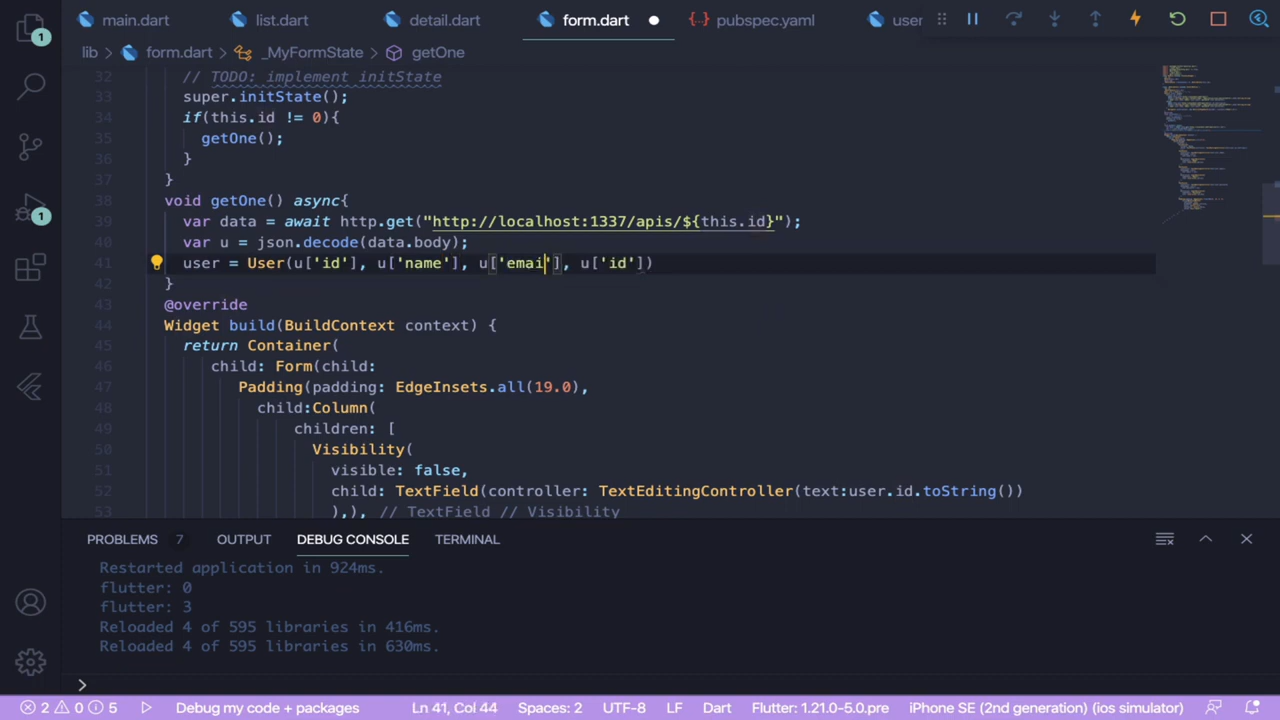 main.dart list.dart detail.dart form.dart pubspec.yaml user
lib form.dart _MyFormState getOne
32 // TODO: implement initState
33 super.initState();
34 if(this.id != 0){
35 getOne();
36 }
37 }
38 void getOne() async{
39 var data = await http.get("http://localhost:1337/apis/${this.id}");
40 var u = json.decode(data.body);
41 user = User(u['id'], u['name'], u['emai'], u['id'])
42 }
43 @override
44 Widget build(BuildContext context) {
45 return Container(
46 child: Form(child:
47 Padding(padding: EdgeInsets.all(19.0),
48 child:Column(
49 children: [
50 Visibility(
51 visible: false,
52 child: TextField(controller: TextEditingController(text:user.id.toString())
53 ),), // TextField // Visibility
PROBLEMS 7 OUTPUT DEBUG CONSOLE TERMINAL
Restarted application in 924ms.
flutter: 0
flutter: 3
Reloaded 4 of 595 libraries in 416ms.
Reloaded 4 of 595 libraries in 630ms.
>
1
1
2 0 5 Debug my code + packages Ln 41, Col 44 Spaces: 2 UTF-8 LF Dart Flutter: 1.21.0-5.0.pre iPhone SE (2nd generation) (ios simulator)